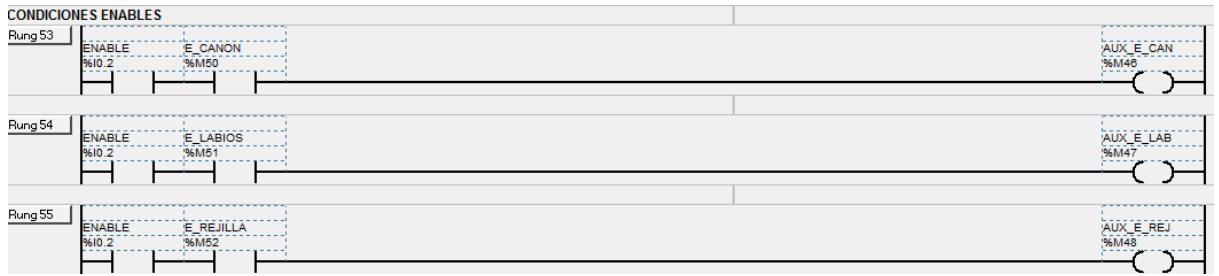 CONDICIONES ENABLES
Rung 53
ENABLE E_CANON AUX_E_CAN
%I0.2 %M50 %M46
Rung 54
ENABLE E_LABIOS AUX_E_LAB
%I0.2 %M51 %M47
Rung 55
ENABLE E_REJILLA AUX_E_REJ
%I0.2 %M52 %M48